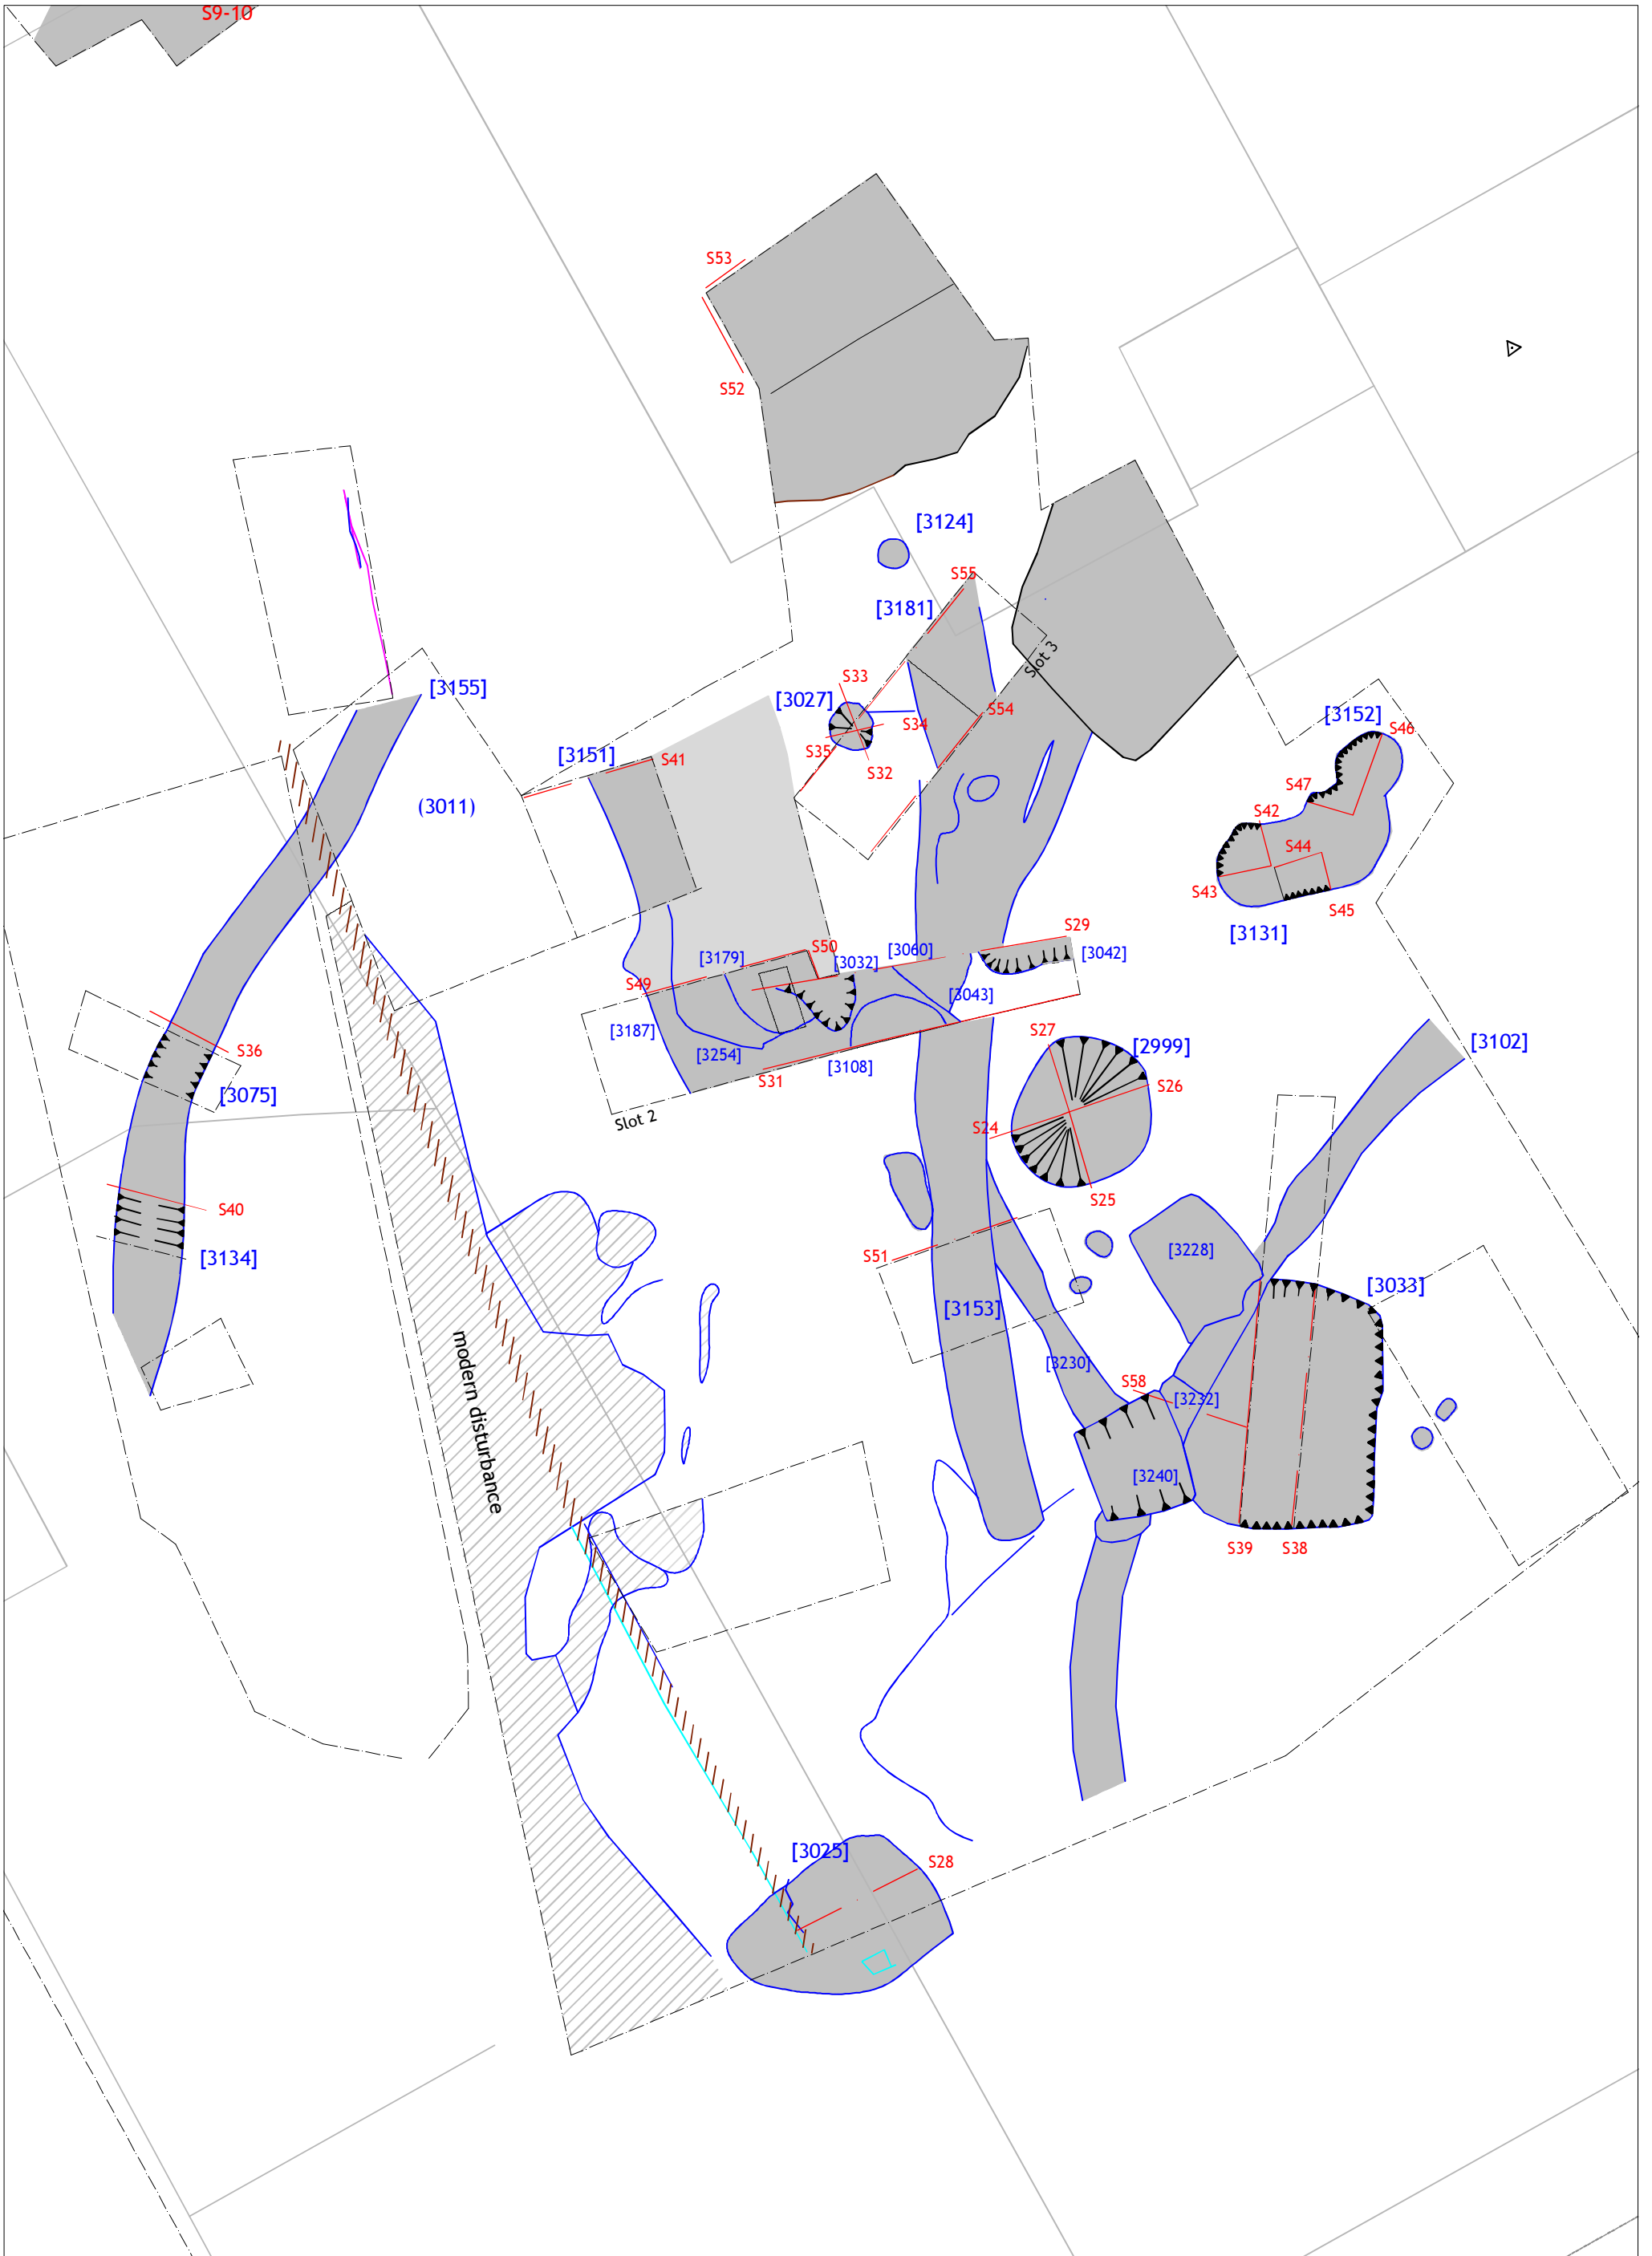 S9-10
S53
S52
[3124]
S55
[3181]
Slot 3
S33
[3155]
[3027]
S54
S34
[3152]
S46
S35
[3151]
S41
S32
S47
(3011)
S42
S44
S43
S45
S29
[3131]
S50
[3060]
[3042]
[3179]
[3032]
S49
[3043]
[3187]
S27
[2999]
[3102]
S36
[3254]
[3108]
S31
S26
[3075]
Slot 2
S24
S25
S40
[3134]
S51
[3228]
[3033]
[3153]
modern disturbance
[3230]
S58
[3232]
[3240]
S39
S38
[3025]
S28